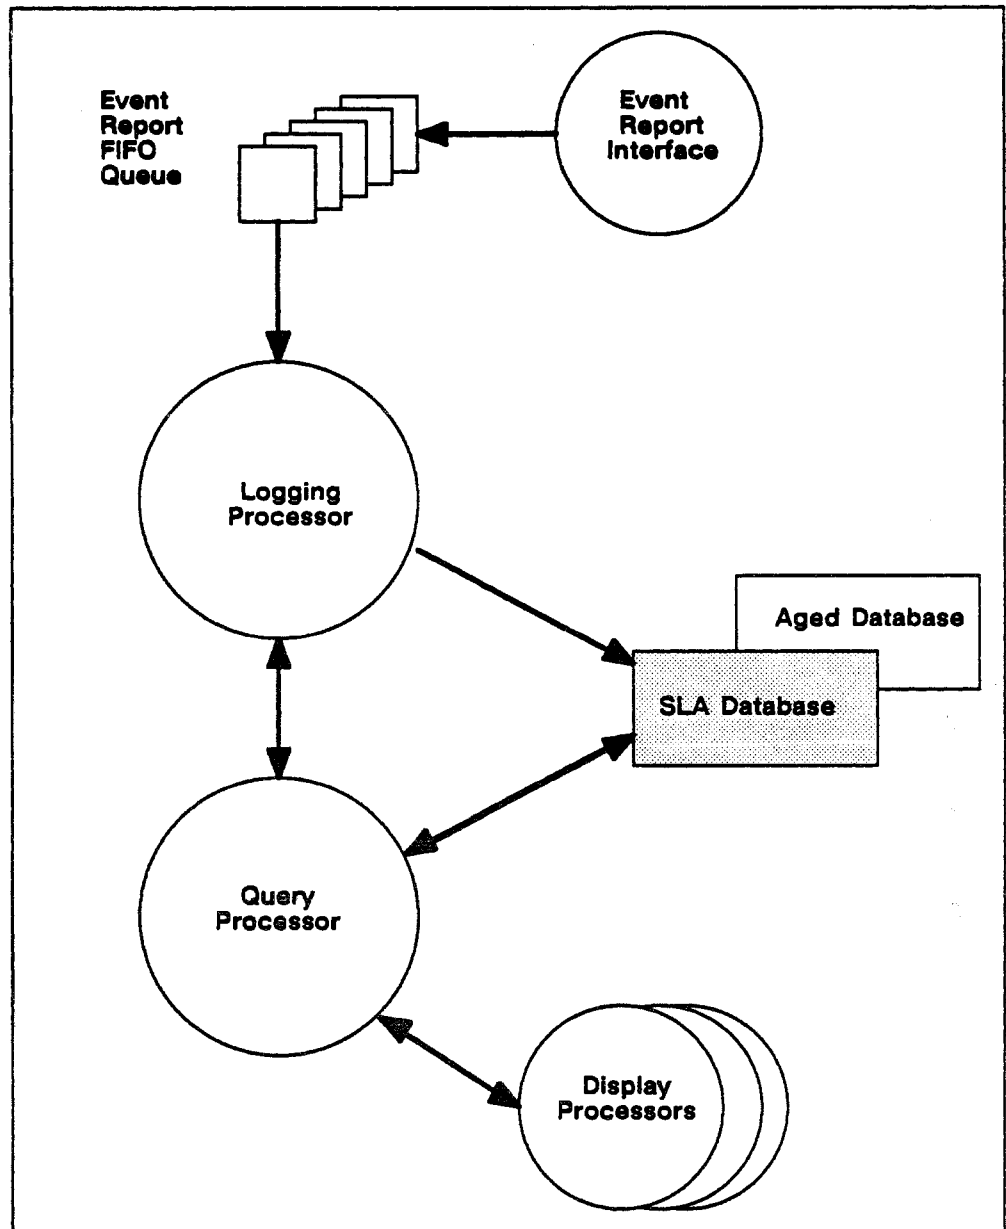 Event
Report
FIFO
Queue
Event
Report
Interface
Logging
Processor
Aged Database
SLA Database
Query
Processor
Display
Processors